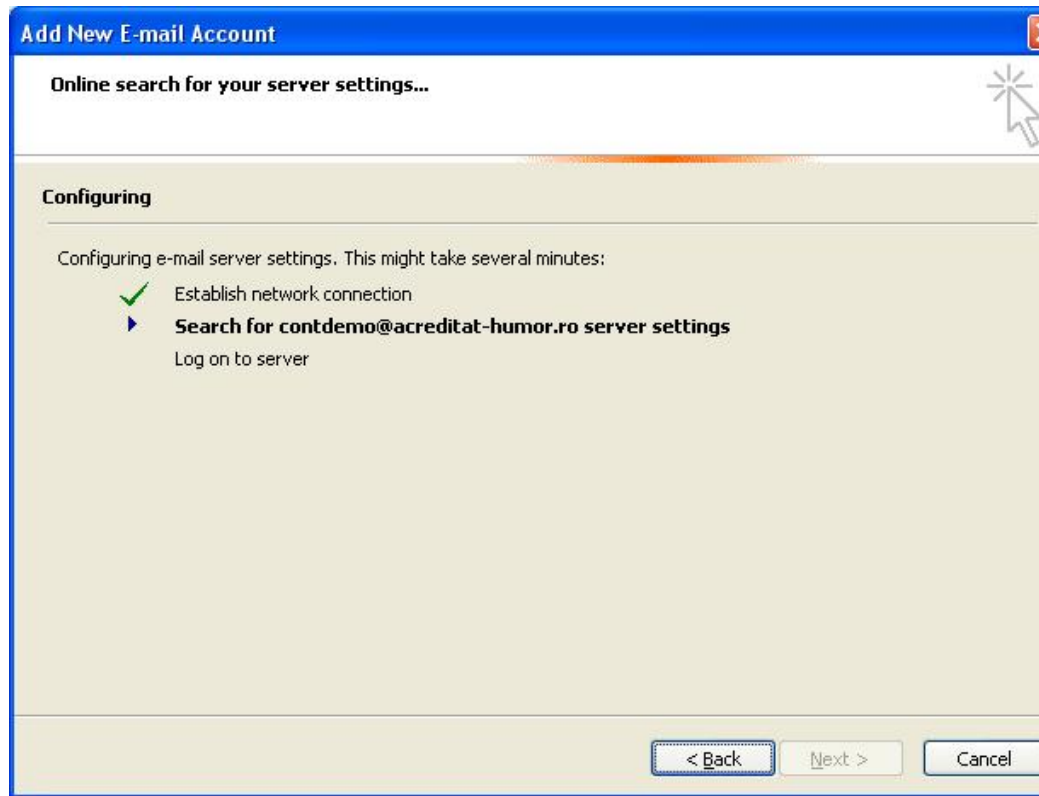 Add New E-mail Account
Online search for your server settings...
Configuring
Configuring e-mail server settings. This might take several minutes:
Establish network connection
Search for contdemo@acreditat-humor.ro server settings
Log on to server
< Back
Next >
Cancel